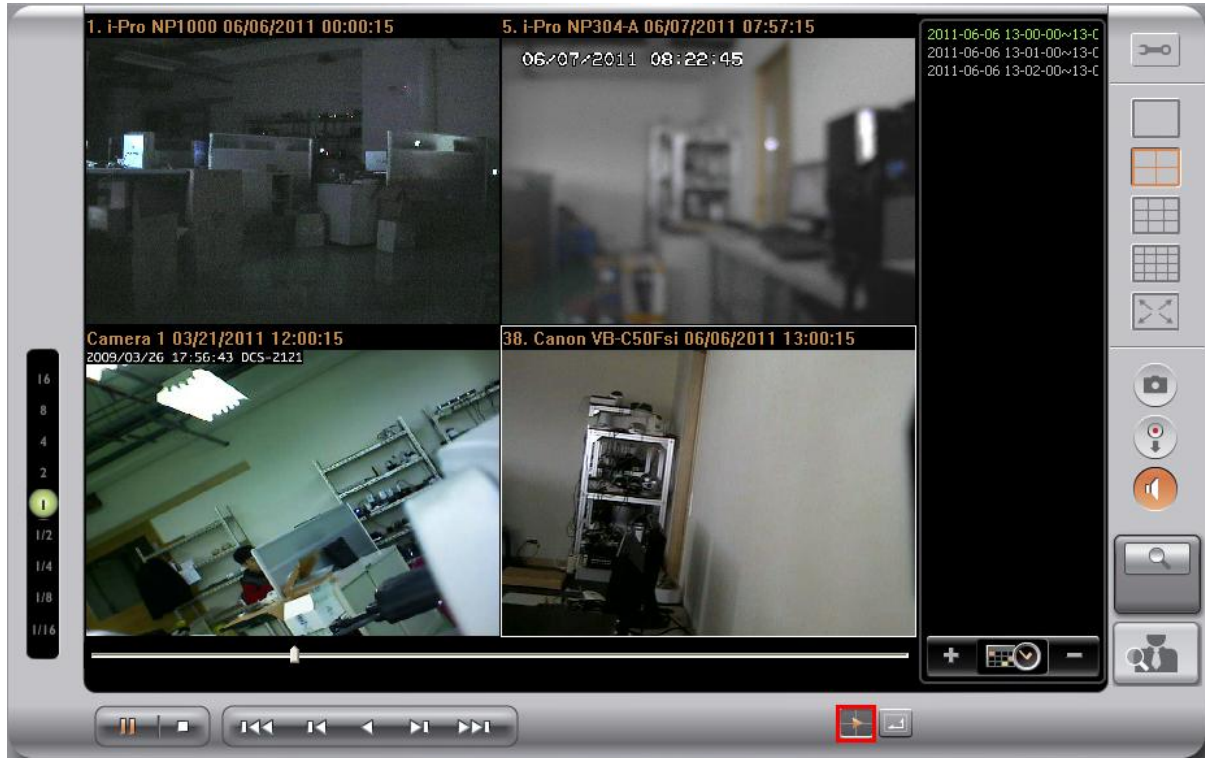 1. i-Pro NP1000 06/06/2011 00:00:15
5. i-Pro NP304-A 06/07/2011 07:57:15
06/07/2011 08:22:45
Camera 1 03/21/2011 12:00:15
2009/03/26 17:56:43 DCS-2121
38. Canon VB-C50Fsi 06/06/2011 13:00:15
2011-06-06 13-00-00~13-0
2011-06-06 13-01-00~13-0
2011-06-06 13-02-00~13-0
16
8
4
2
1
1/2
1/4
1/8
1/16